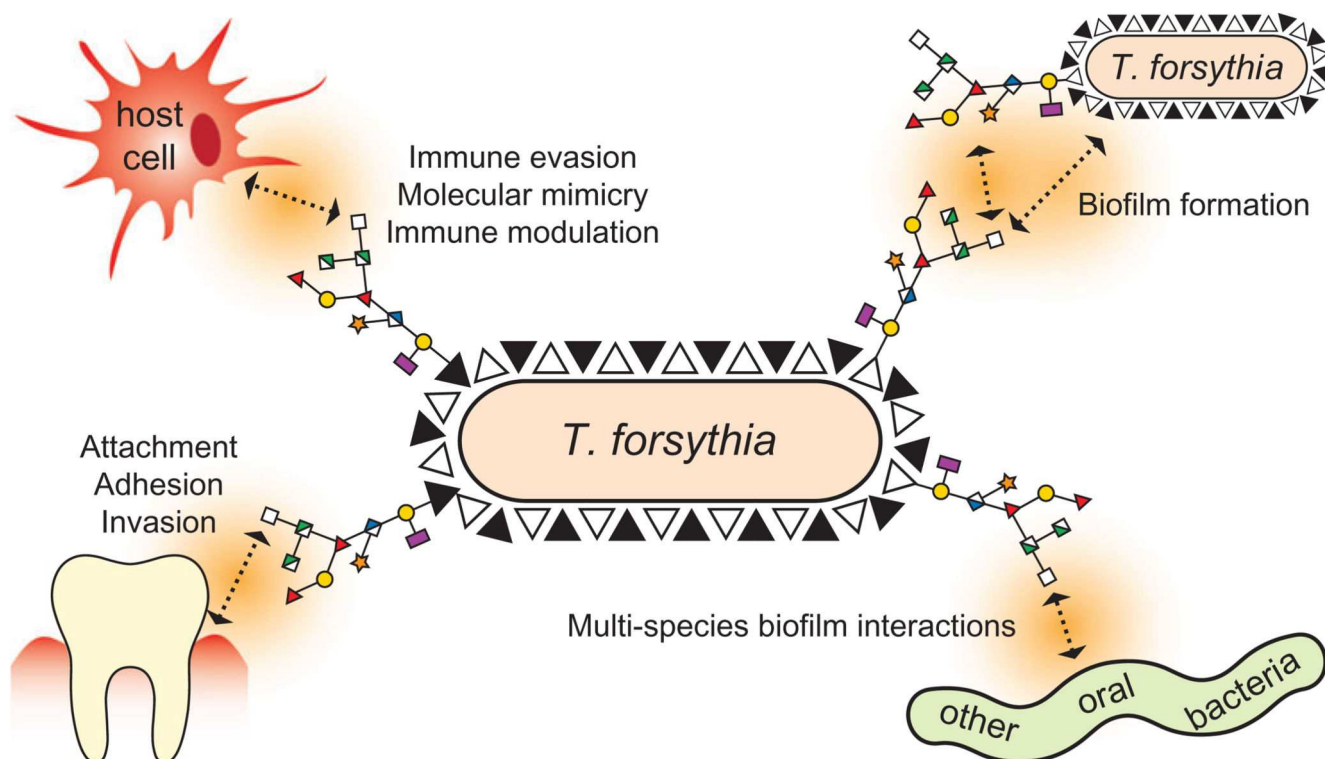 host
cell
Immune evasion
Molecular mimicry
Immune modulation
T. forsythia
Biofilm formation
T. forsythia
Attachment
Adhesion
Invasion
Multi-species biofilm interactions
other oral bacteria